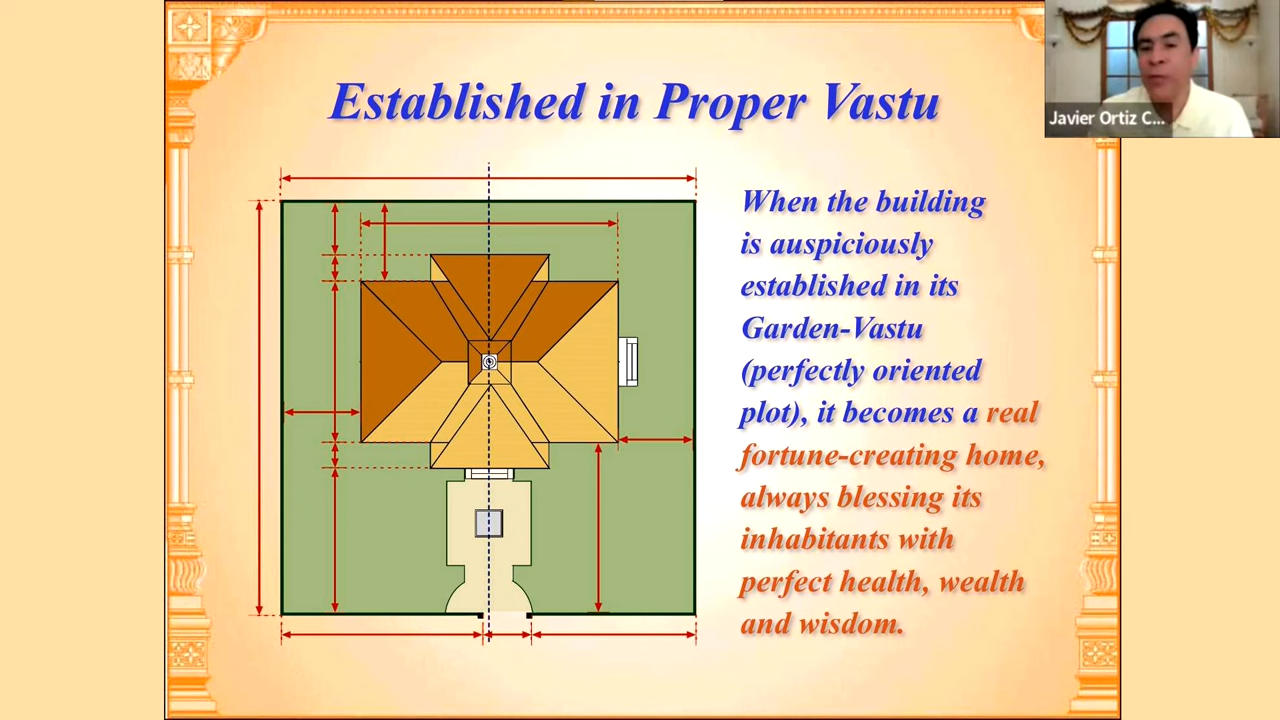 Established in Proper Vastu
Javier Ortiz C...
When the building
is auspiciously
established in its
Garden-Vastu
(perfectly oriented
plot), it becomes a real
fortune-creating home,
always blessing its
inhabitants with
perfect health, wealth
and wisdom.